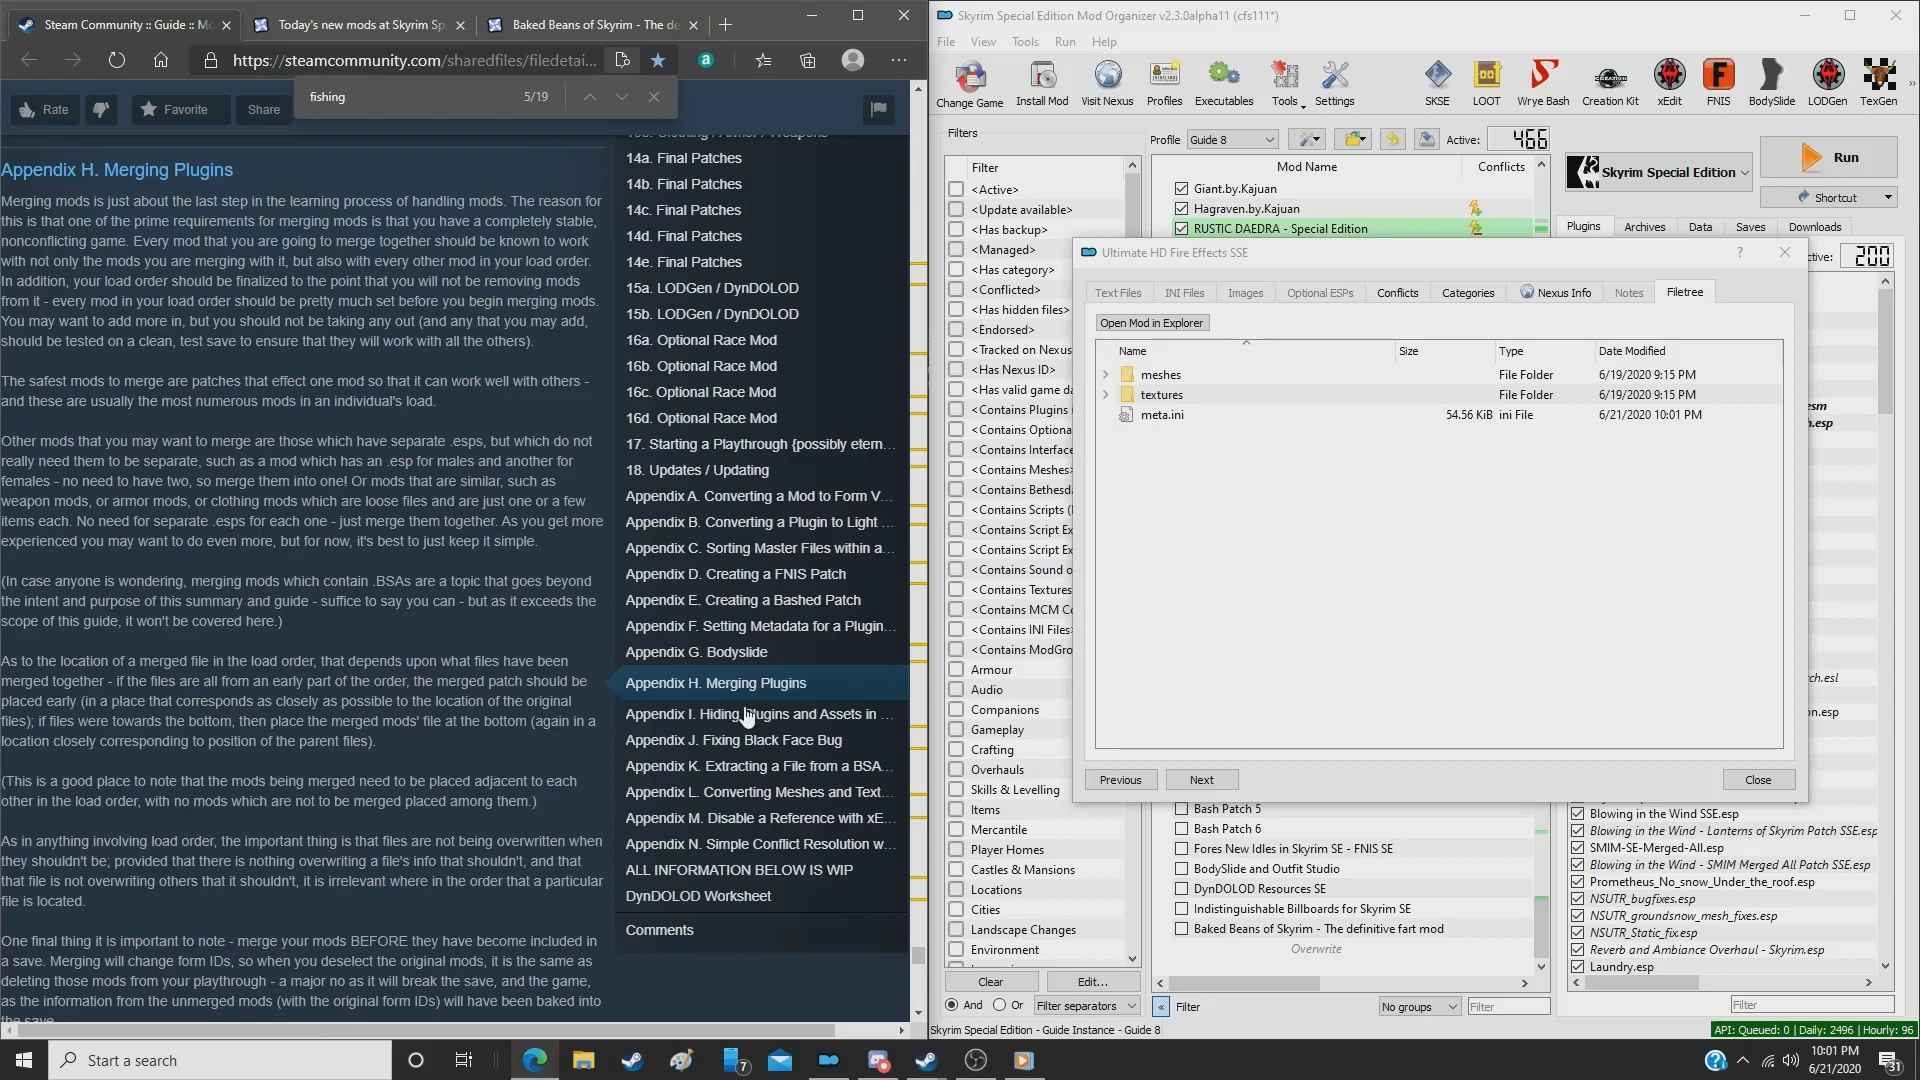 Steam Community :: Guide :: Mo
Today's new mods at Skyrim Spe
Baked Beans of Skyrim - The de
https://steamcommunity.com/sharedfiles/filedetai...
fishing
5/19
Rate
Favorite
Share
Appendix H. Merging Plugins
Merging mods is just about the last step in the learning process of handling mods. The reason for
this is that one of the prime requirements for merging mods is that you have a completely stable,
nonconflicting game. Every mod that you are going to merge together should be known to work
with not only the mods you are merging with it, but also with every other mod in your load order.
In addition, your load order should be finalized to the point that you will not be removing mods
from it - every mod in your load order should be pretty much set before you begin merging mods.
You may want to add more in, but you should not be taking any out (and any that you may add,
should be tested on a clean, test save to ensure that they will work with all the others).
The safest mods to merge are patches that effect one mod so that it can work well with others -
and these are usually the most numerous mods in an individual's load.
Other mods that you may want to merge are those which have separate .esps, but which do not
really need them to be separate, such as a mod which has an .esp for males and another for
females - no need to have two, so merge them into one! Or mods that are similar, such as
weapon mods, or armor mods, or clothing mods which are loose files and are just one or a few
items each. No need for separate .esps for each one - just merge them together. As you get more
experienced you may want to do even more, but for now, it's best to just keep it simple.
(In case anyone is wondering, merging mods which contain .BSAs are a topic that goes beyond
the intent and purpose of this summary and guide - suffice to say you can - but as it exceeds the
scope of this guide, it won't be covered here.)
As to the location of a merged file in the load order, that depends upon what files have been
merged together - if the files are all from an early part of the order, the merged patch should be
placed early (in a place that corresponds as closely as possible to the location of the original
files); if files were towards the bottom, then place the merged mods' file at the bottom (again in a
location closely corresponding to position of the parent files).
(This is a good place to note that the mods being merged need to be placed adjacent to each
other in the load order, with no mods which are not to be merged placed among them.)
As in anything involving load order, the important thing is that files are not being overwritten when
they shouldn't be; provided that there is nothing overwriting a file's info that shouldn't, and that
that file is not overwriting others that it shouldn't, it is irrelevant where in the order that a particular
file is located.
One final thing it is important to note - merge your mods BEFORE they have become included in
a save. Merging will change form IDs, so when you deselect the original mods, it is the same as
deleting those mods from your playthrough - a major no as it will break the save, and the game,
as the information from the unmerged mods (with the original form IDs) will have been baked into
the save.
14a. Final Patches
14b. Final Patches
14c. Final Patches
14d. Final Patches
14e. Final Patches
15a. LODGen / DynDOLOD
15b. LODGen / DynDOLOD
16a. Optional Race Mod
16b. Optional Race Mod
16c. Optional Race Mod
16d. Optional Race Mod
17. Starting a Playthrough {possibly etern...
18. Updates / Updating
Appendix A. Converting a Mod to Form V...
Appendix B. Converting a Plugin to Light ...
Appendix C. Sorting Master Files within a...
Appendix D. Creating a FNIS Patch
Appendix E. Creating a Bashed Patch
Appendix F. Setting Metadata for a Plugin...
Appendix G. Bodyslide
Appendix H. Merging Plugins
Appendix I. Hiding Plugins and Assets in ...
Appendix J. Fixing Black Face Bug
Appendix K. Extracting a File from a BSA...
Appendix L. Converting Meshes and Text...
Appendix M. Disable a Reference with xE...
Appendix N. Simple Conflict Resolution w...
ALL INFORMATION BELOW IS WIP
DynDOLOD Worksheet
Comments
Skyrim Special Edition Mod Organizer v2.3.0alpha11 (cfs111*)
File View Tools Run Help
Change Game
Install Mod
Visit Nexus
Profiles
Executables
Tools
Settings
SKSE
LOOT
Wrye Bash
CREATION
Creation Kit
xEdit
FNIS
BodySlide
LODGen
TexGen
Filters
Filter
<Active>
<Update available>
<Has backup>
<Managed>
<Has category>
<Conflicted>
<Has hidden files>
<Endorsed>
<Tracked on Nexus
<Has Nexus ID>
<Has valid game da
<Contains Plugins (
<Contains Optiona
<Contains Interface
<Contains Meshes>
<Contains Bethesda
<Contains Scripts (
<Contains Script Ex
<Contains Script Ex
<Contains Sound o
<Contains Textures
<Contains MCM Co
<Contains INI Files>
<Contains ModGro
Armour
Audio
Companions
Gameplay
Crafting
Overhauls
Skills & Levelling
Items
Mercantile
Player Homes
Castles & Mansions
Locations
Cities
Landscape Changes
Environment
Clear
Edit...
And
Or
Filter separators
Profile
Guide 8
Active:
466
Mod Name
Conflicts
Giant.by.Kajuan
Hagraven.by.Kajuan
RUSTIC DAEDRA - Special Edition
Skyrim Special Edition
Run
Shortcut
Plugins
Archives
Data
Saves
Downloads
ctive:
200
esm
h.esp
ch.esl
on.esp
Ultimate HD Fire Effects SSE
Text Files
INI Files
Images
Optional ESPs
Conflicts
Categories
Nexus Info
Notes
Filetree
Open Mod in Explorer
Name Size Type Date Modified
meshes File Folder 6/19/2020 9:15 PM
textures File Folder 6/19/2020 9:15 PM
meta.ini 54.56 KiB ini File 6/21/2020 10:01 PM
Previous
Next
Close
Bash Patch 5
Bash Patch 6
Fores New Idles in Skyrim SE - FNIS SE
BodySlide and Outfit Studio
DynDOLOD Resources SE
Indistinguishable Billboards for Skyrim SE
Baked Beans of Skyrim - The definitive fart mod
Overwrite
Filter
No groups
Filter
Blowing in the Wind SSE.esp
Blowing in the Wind - Lanterns of Skyrim Patch SSE.esp
SMIM-SE-Merged-All.esp
Blowing in the Wind - SMIM Merged All Patch SSE.esp
Prometheus_No_snow_Under_the_roof.esp
NSUTR_bugfixes.esp
NSUTR_groundsnow_mesh_fixes.esp
NSUTR_Static_fix.esp
Reverb and Ambiance Overhaul - Skyrim.esp
Laundry.esp
Filter
Skyrim Special Edition - Guide Instance - Guide 8
API: Queued: 0 | Daily: 2496 | Hourly: 96
Start a search
7
10:01 PM
6/21/2020
31